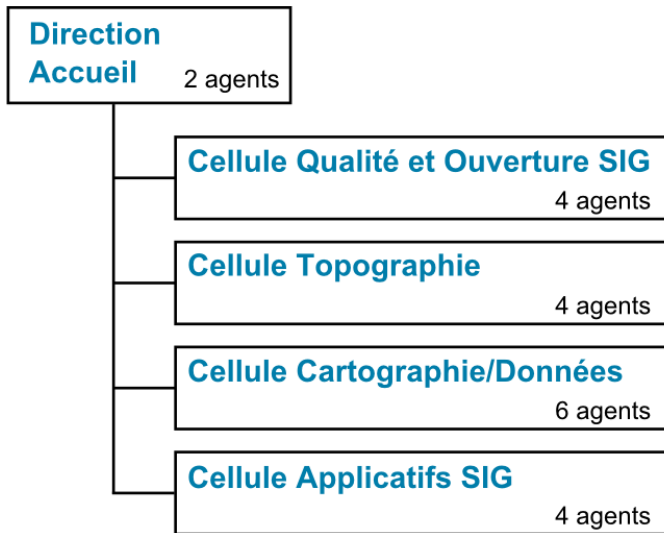 Direction
Accueil
2 agents
Cellule Qualité et Ouverture SIG
4 agents
Cellule Topographie
4 agents
Cellule Cartographie/Données
6 agents
Cellule Applicatifs SIG
4 agents